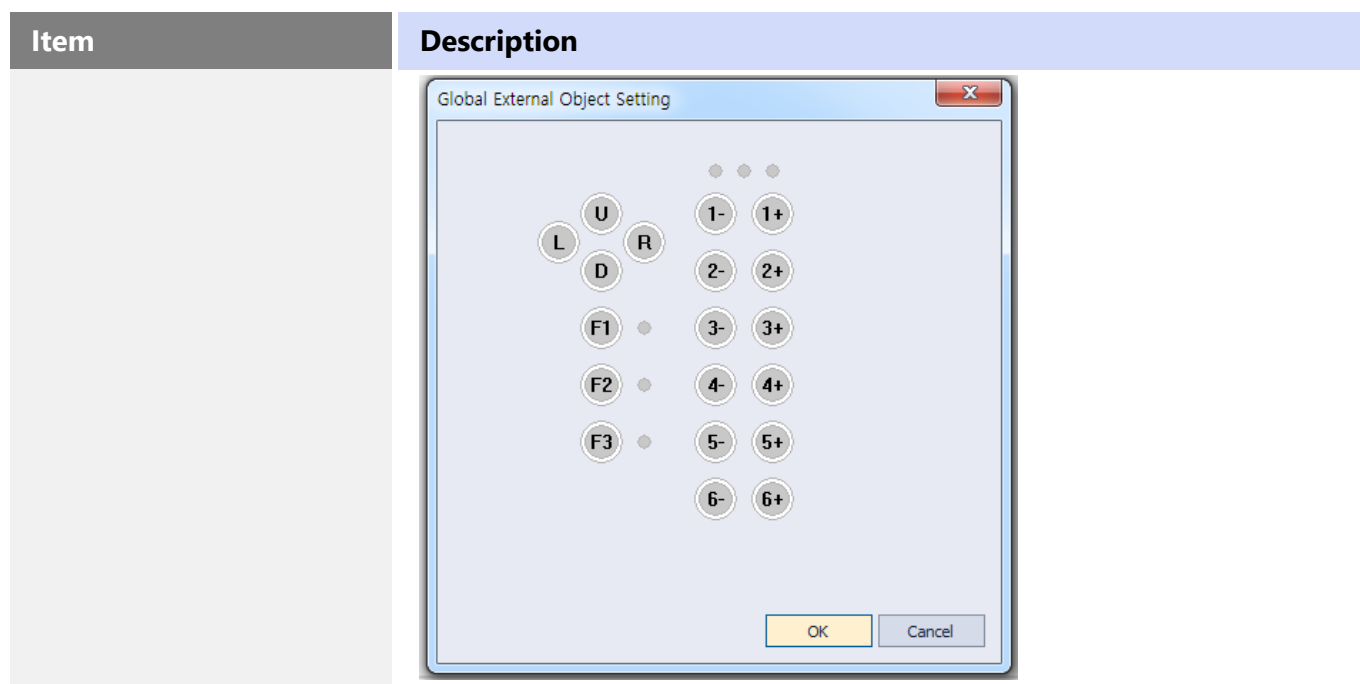 Item Description
Global External Object Setting
U 1- 1+
L R
D 2- 2+
F1 3- 3+
F2 4- 4+
F3 5- 5+
6- 6+
OK Cancel